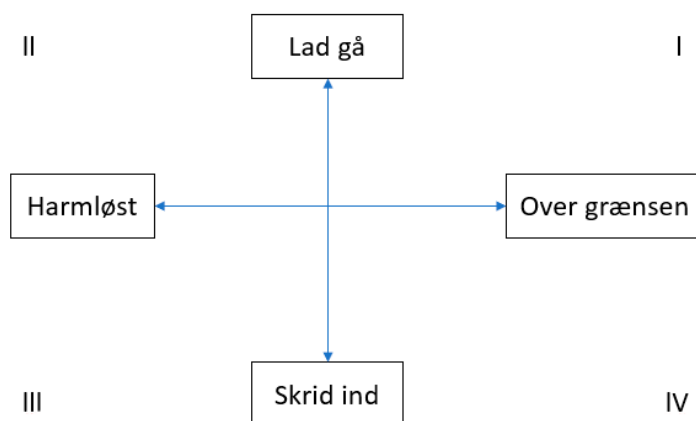 II
Lad gå
I
Harmløst
Over grænsen
III
Skrid ind
IV